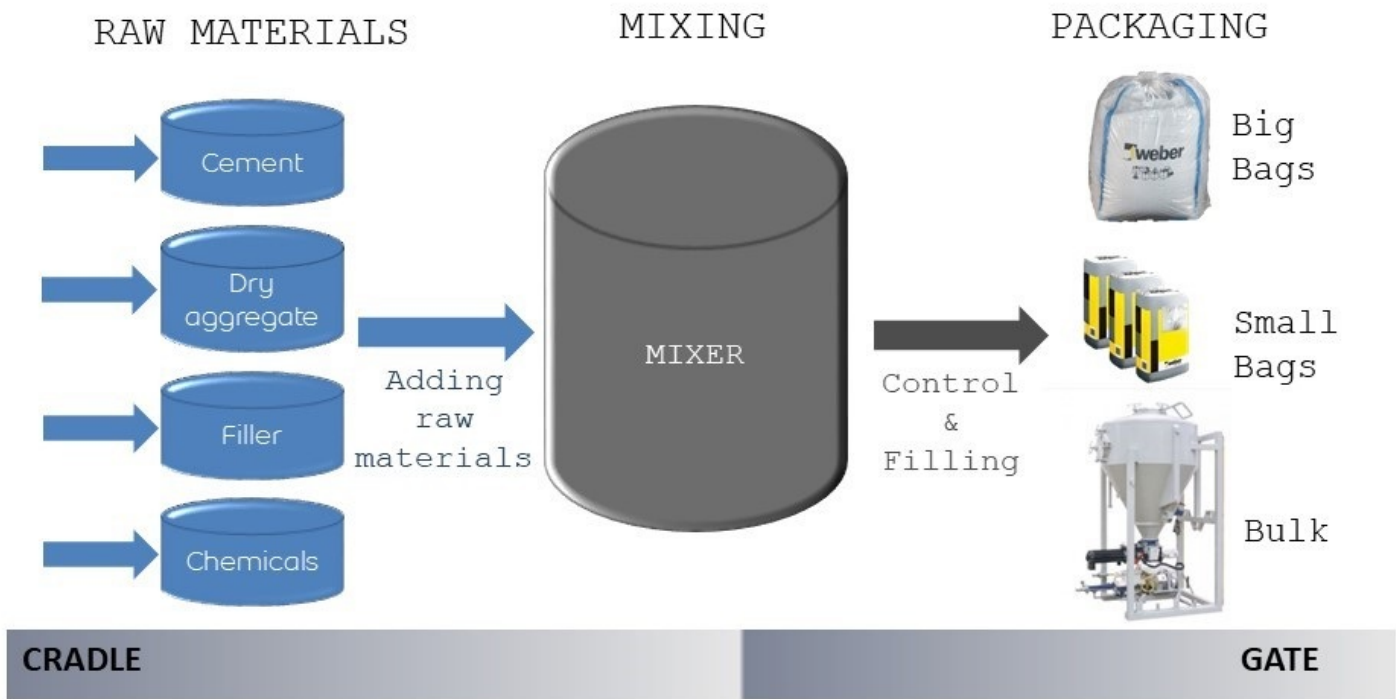 RAW MATERIALS
MIXING
PACKAGING
Cement
Dry
aggregate
Filler
Chemicals
Adding
raw
materials
MIXER
Control
&
Filling
weber
Big
Bags
Small
Bags
Bulk
CRADLE
GATE